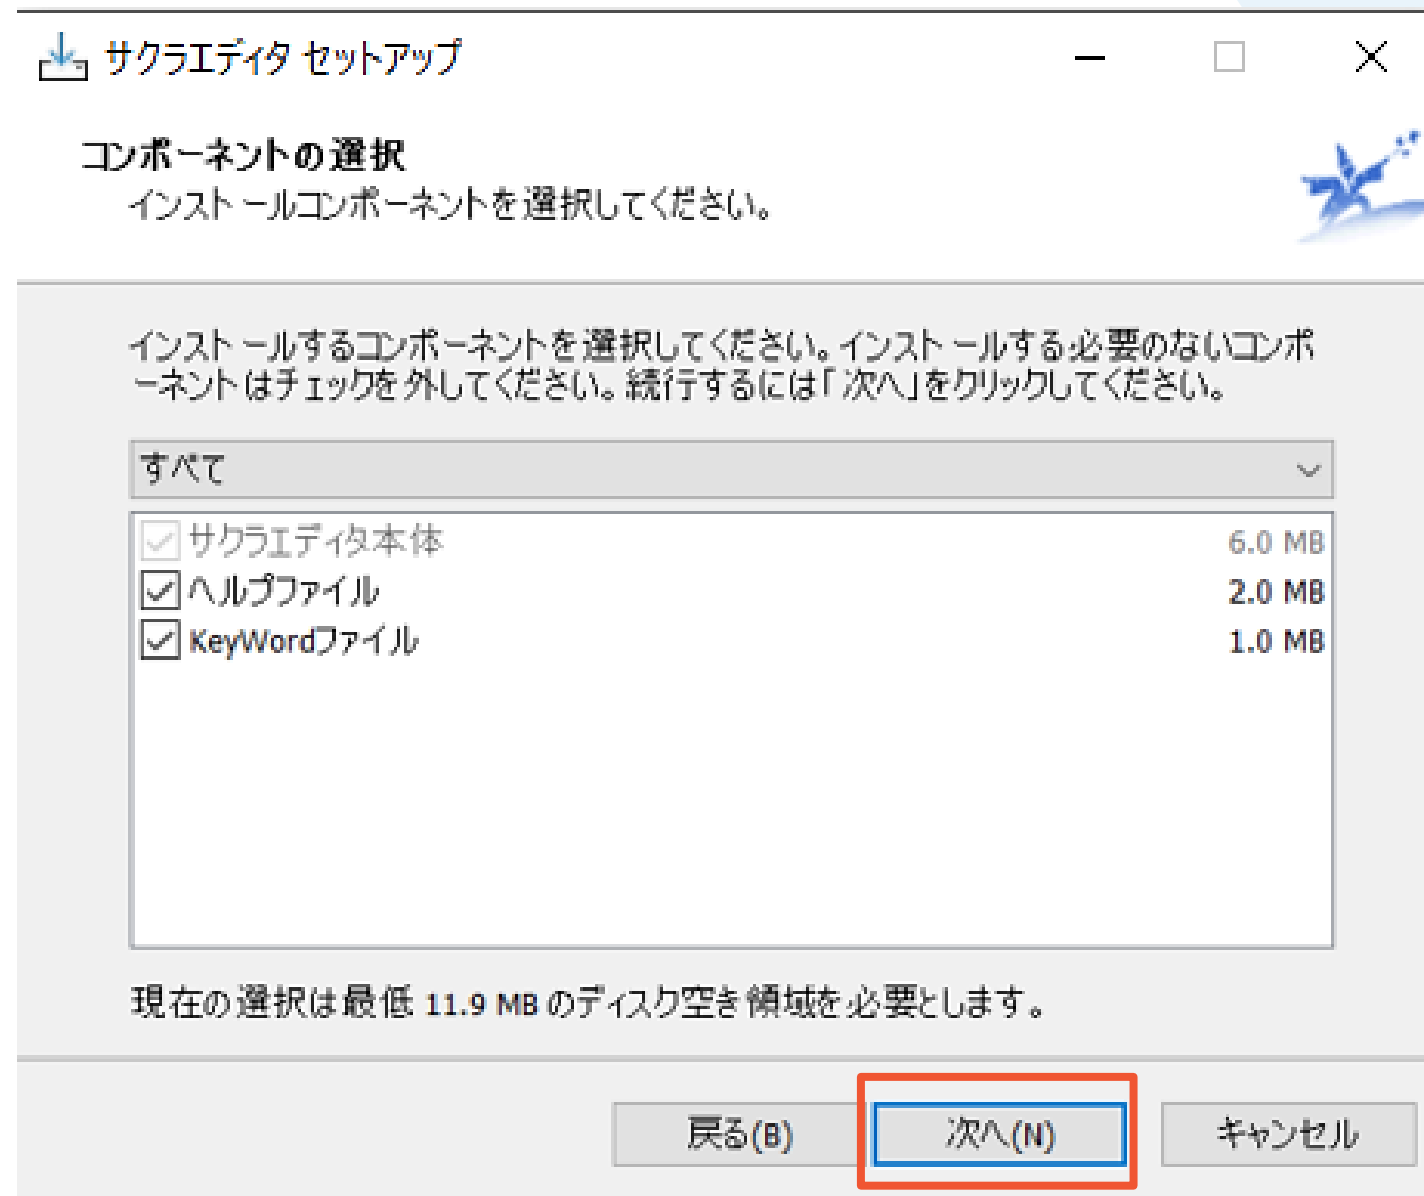 サクラエディタ セットアップ
コンポーネントの選択
インストールコンポーネントを選択してください。
インストールするコンポーネントを選択してください。インストールする必要のないコンポ
ーネントはチェックを外してください。続行するには「次へ」をクリックしてください。
すべて
サクラエディタ本体 6.0 MB
ヘルプファイル 2.0 MB
KeyWordファイル 1.0 MB
現在の選択は最低 11.9 MB のディスク空き領域を必要とします。
戻る(B) 次へ(N) キャンセル